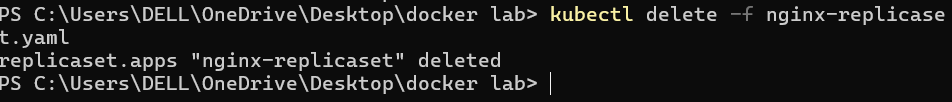 PS C:\Users\DELL\OneDrive\Desktop\docker lab> kubectl delete -f nginx-replicase
t.yaml
replicaset.apps "nginx-replicaset" deleted
PS C:\Users\DELL\OneDrive\Desktop\docker lab>